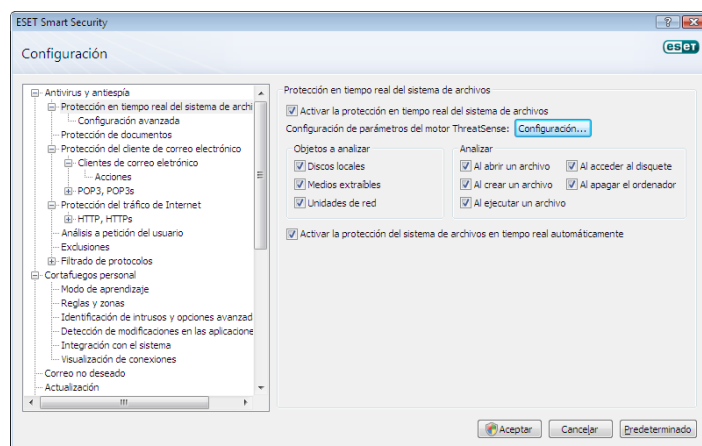 ESET Smart Security
Configuración
eseT
Antivirus y antiespía
Protección en tiempo real del sistema de archi
Configuración avanzada
Protección de documentos
Protección del cliente de correo electrónico
Clientes de correo eletrónico
Acciones
POP3, POP3s
Protección del tráfico de Internet
HTTP, HTTPs
Análisis a petición del usuario
Exclusiones
Filtrado de protocolos
Cortafuegos personal
Modo de aprendizaje
Reglas y zonas
Identificación de intrusos y opciones avanzad
Detección de modificaciones en las aplicacione
Integración con el sistema
Visualización de conexiones
Correo no deseado
Actualización
Protección en tiempo real del sistema de archivos
Activar la protección en tiempo real del sistema de archivos
Configuración de parámetros del motor ThreatSense: Configuración...
Objetos a analizar
Discos locales
Medios extraíbles
Unidades de red
Analizar
Al abrir un archivo Al acceder al disquete
Al crear un archivo Al apagar el ordenador
Al ejecutar un archivo
Activar la protección del sistema de archivos en tiempo real automáticamente
Aceptar Cancelar Predeterminado